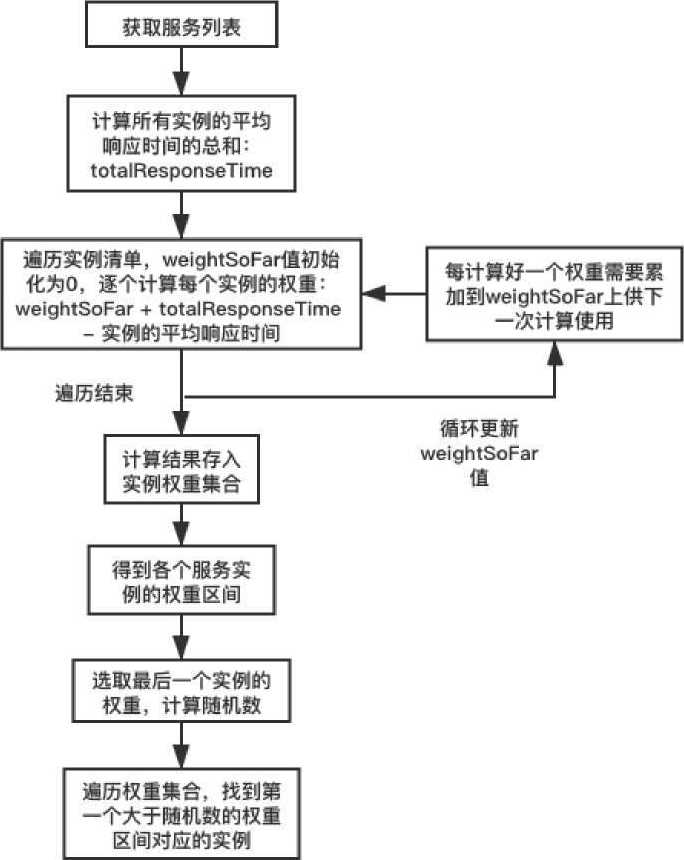 获取服务列表
计算所有实例的平均
响应时间的总和：
totalResponseTime
遍历实例清单，weightSoFar值初始
化为0，逐个计算每个实例的权重：
weightSoFar + totalResponseTime
- 实例的平均响应时间
每计算好一个权重需要累
加到weightSoFar上供下
一次计算使用
遍历结束
循环更新
weightSoFar
值
计算结果存入
实例权重集合
得到各个服务实
例的权重区间
选取最后一个实例的
权重，计算随机数
遍历权重集合，找到第
一个大于随机数的权重
区间对应的实例